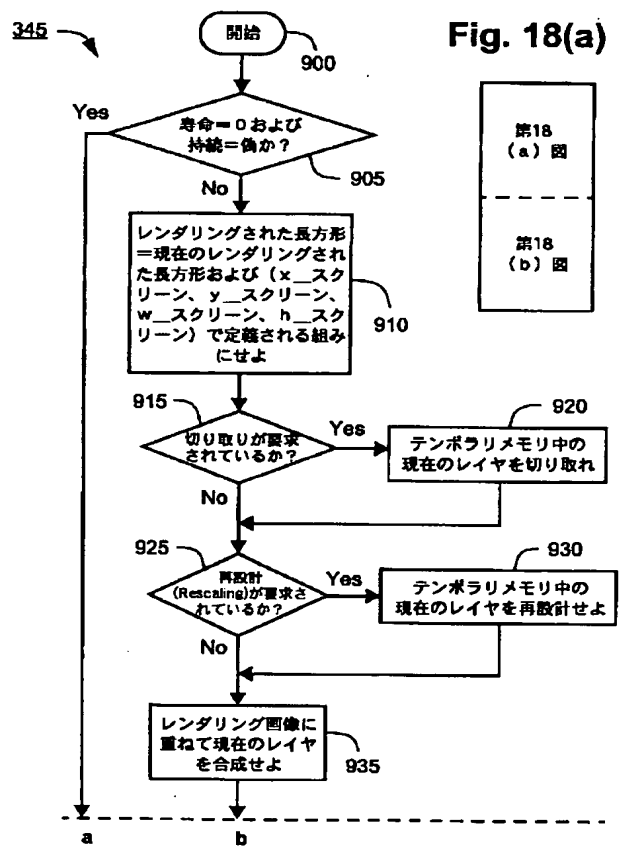 345
開始
900
Fig. 18(a)
Yes
寿命＝０および
持続＝偽か？
905
No
第18
（a）図
第18
（b）図
レンダリングされた長方形
＝現在のレンダリングされ
た長方形および（x__スク
リーン、y__スクリーン、
w__スクリーン、h__スク
リーン）で定義される組み
にせよ
910
915
切り取りが要求
されているか？
Yes
920
テンポラリメモリ中の
現在のレイヤを切り取れ
No
925
再設計
(Rescaling)が要求さ
れているか？
Yes
930
テンポラリメモリ中の
現在のレイヤを再設計せよ
No
レンダリング画像に
重ねて現在のレイヤ
を合成せよ
935
a
b